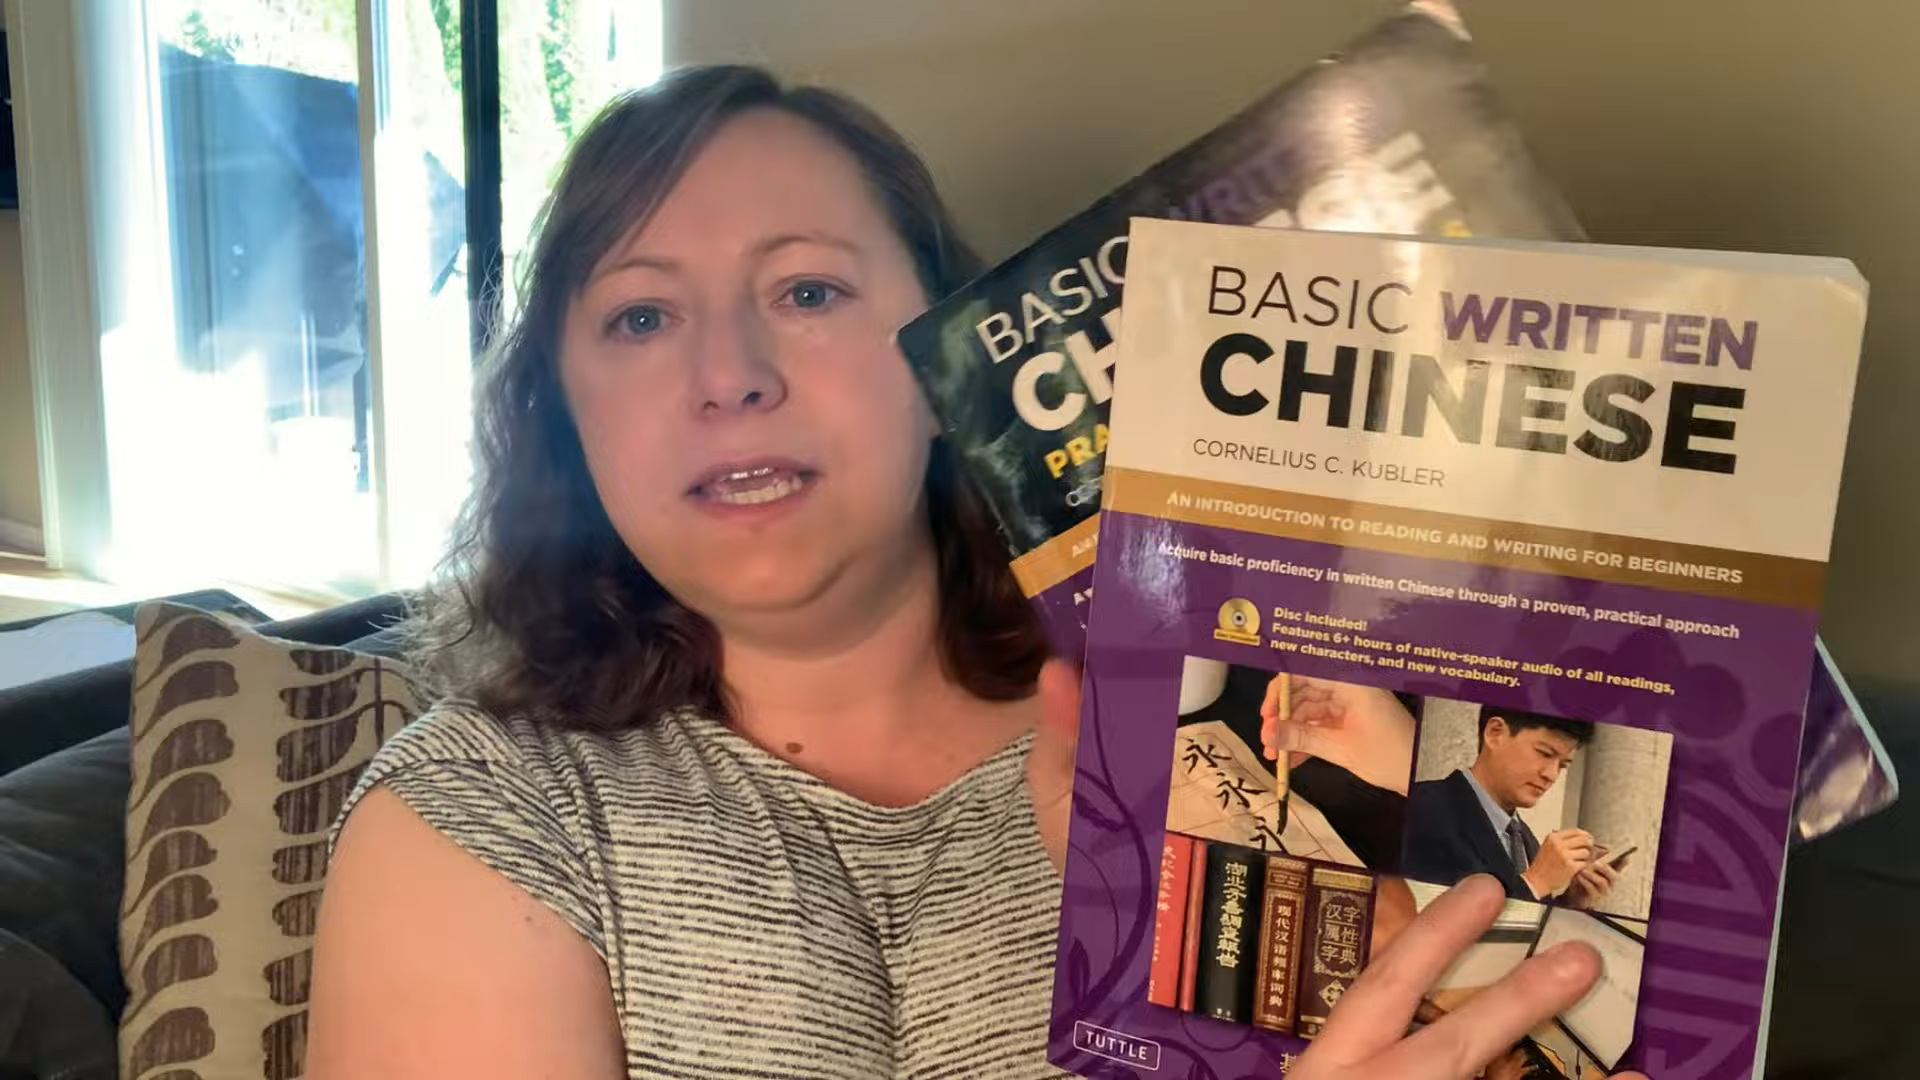 BASIC WRITTEN
CHINESE
CORNELIUS C. KUBLER
AN INTRODUCTION TO READING AND WRITING FOR BEGINNERS
Acquire basic proficiency in written Chinese through a proven, practical approach
Disc included!
Features 6+ hours of native-speaker audio of all readings,
new characters, and new vocabulary.
永
永
永
现代汉语频率词典
汉字
属性
字典
TUTTLE
基
BASIC WRIT
CH
PRA